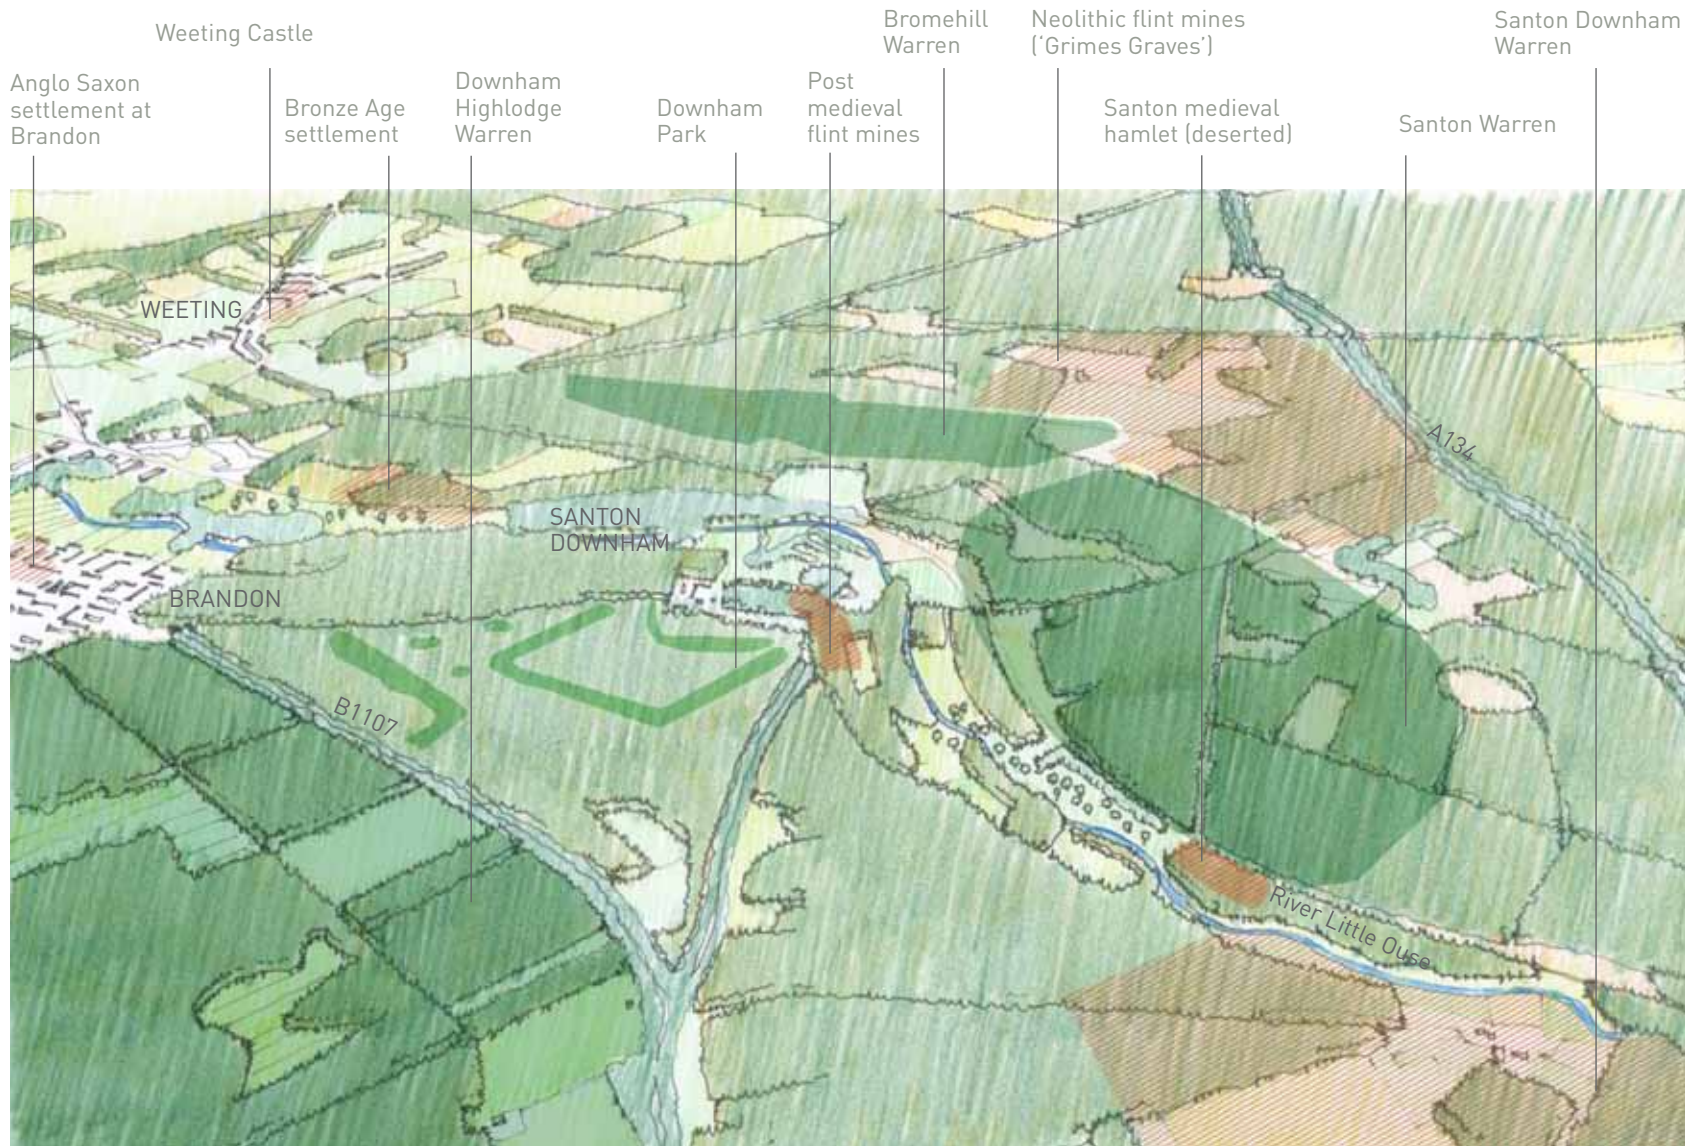 Weeting Castle
Bromehill
Warren
Neolithic flint mines
(‘Grimes Graves’)
Santon Downham
Warren
Anglo Saxon
settlement at
Brandon
Bronze Age
settlement
Downham
Highlodge
Warren
Downham
Park
Post
medieval
flint mines
Santon medieval
hamlet (deserted)
Santon Warren
WEETING
A134
SANTON
DOWNHAM
BRANDON
B1107
River Little Ouse